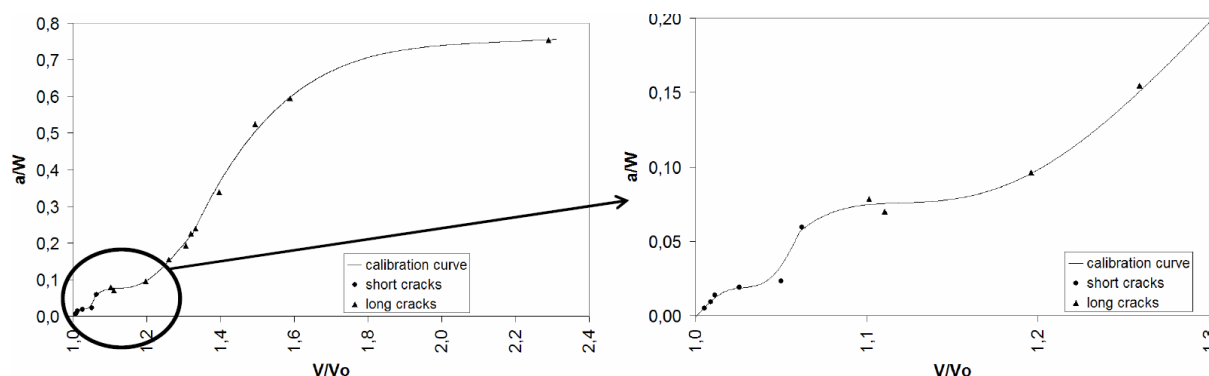 0,8
0,7
0,6
0,5
0,4
0,3
0,2
0,1
0,0
a/W
1,0
1,2
1,4
1,6
1,8
2,0
2,2
2,4
V/Vo
calibration curve
short cracks
long cracks
0,20
0,15
0,10
0,05
0,00
a/W
1,0
1,1
1,2
1,3
V/Vo
calibration curve
short cracks
long cracks